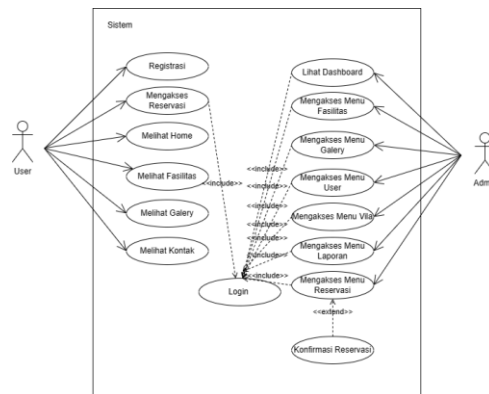 Sistem
Registrasi
Mengakses
Reservasi
Melihat Home
Melihat Fasilitas
Melihat Galery
Melihat Kontak
User
<<include>>
Login
Lihat Dashboard
Mengakses Menu
Fasilitas
Mengakses Menu
Galery
Mengakses Menu
User
Mengakses Menu Vila
Mengakses Menu
Laporan
Mengakses Menu
Reservasi
<<include>>
<<include>>
<<include>>
<<include>>
<<include>>
<<include>>
<<extend>>
Konfirmasi Reservasi
Adm